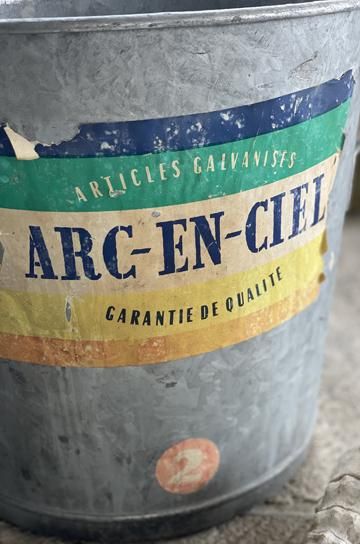 ARTICLES GALVANISÉS
ARC-EN-CIEL
GARANTIE DE QUALITÉ
2